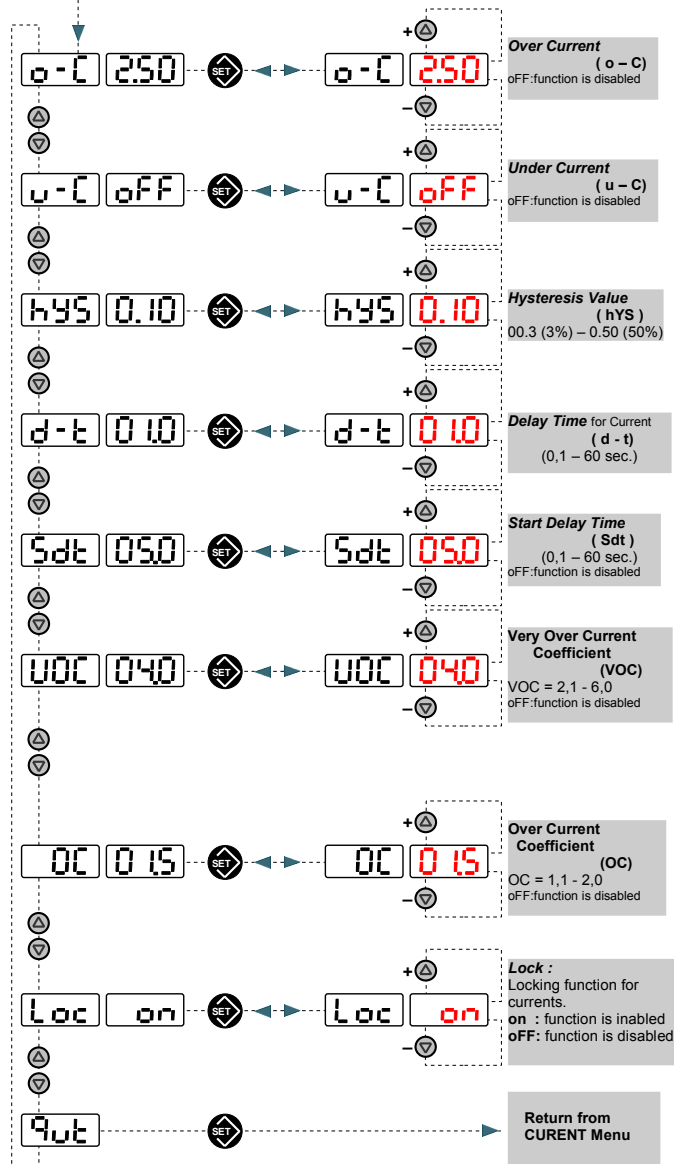 +
o-C 2.50 SET o-C 2.50
–
Over Current
( o – C)
oFF:function is disabled
+
u-C oFF SET u-C oFF
–
Under Current
( u – C)
oFF:function is disabled
+
hYS 0.10 SET hYS 0.10
–
Hysteresis Value
( hYS )
00.3 (3%) – 0.50 (50%)
+
d-t 01.0 SET d-t 01.0
–
Delay Time for Current
( d - t)
(0,1 – 60 sec.)
+
Sdt 05.0 SET Sdt 05.0
–
Start Delay Time
( Sdt )
(0,1 – 60 sec.)
oFF:function is disabled
+
UOC 04.0 SET UOC 04.0
–
Very Over Current
Coefficient
(VOC)
VOC = 2,1 - 6,0
oFF:function is disabled
+
OC 01.5 SET OC 01.5
–
Over Current
Coefficient
(OC)
OC = 1,1 - 2,0
oFF:function is disabled
+
Loc on SET Loc on
–
Lock :
Locking function for
currents.
on : function is inabled
oFF: function is disabled
qut SET
Return from
CURENT Menu